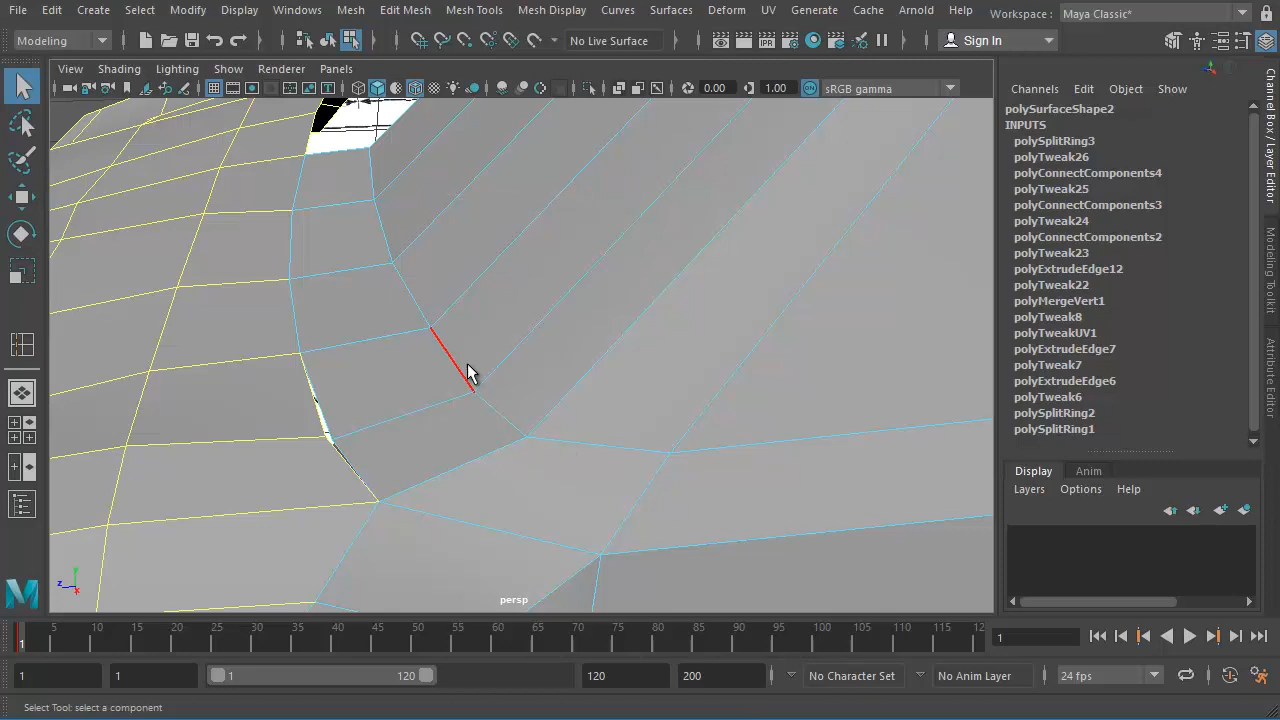 File Edit Create Select Modify Display Windows Mesh Edit Mesh Mesh Tools Mesh Display Curves Surfaces Deform UV Generate Cache Arnold Help Workspace: Maya Classic*
Modeling No Live Surface Sign In
View Shading Lighting Show Renderer Panels
0.00 1.00 sRGB gamma
Channels Edit Object Show
polySurfaceShape2
INPUTS
polySplitRing3
polyTweak26
polyConnectComponents4
polyTweak25
polyConnectComponents3
polyTweak24
polyConnectComponents2
polyTweak23
polyExtrudeEdge12
polyTweak22
polyMergeVert1
polyTweak8
polyTweakUV1
polyExtrudeEdge7
polyTweak7
polyExtrudeEdge6
polyTweak6
polySplitRing2
polySplitRing1
Channel Box / Layer Editor
Modeling Toolkit
Attribute Editor
Display Anim
Layers Options Help
z y x
persp
5 10 15 20 25 30 35 40 45 50 55 60 65 70 75 80 85 90 95 100 105 110 115 12
1 1
1 1 1 120 120 200 No Character Set No Anim Layer 24 fps
Select Tool: select a component